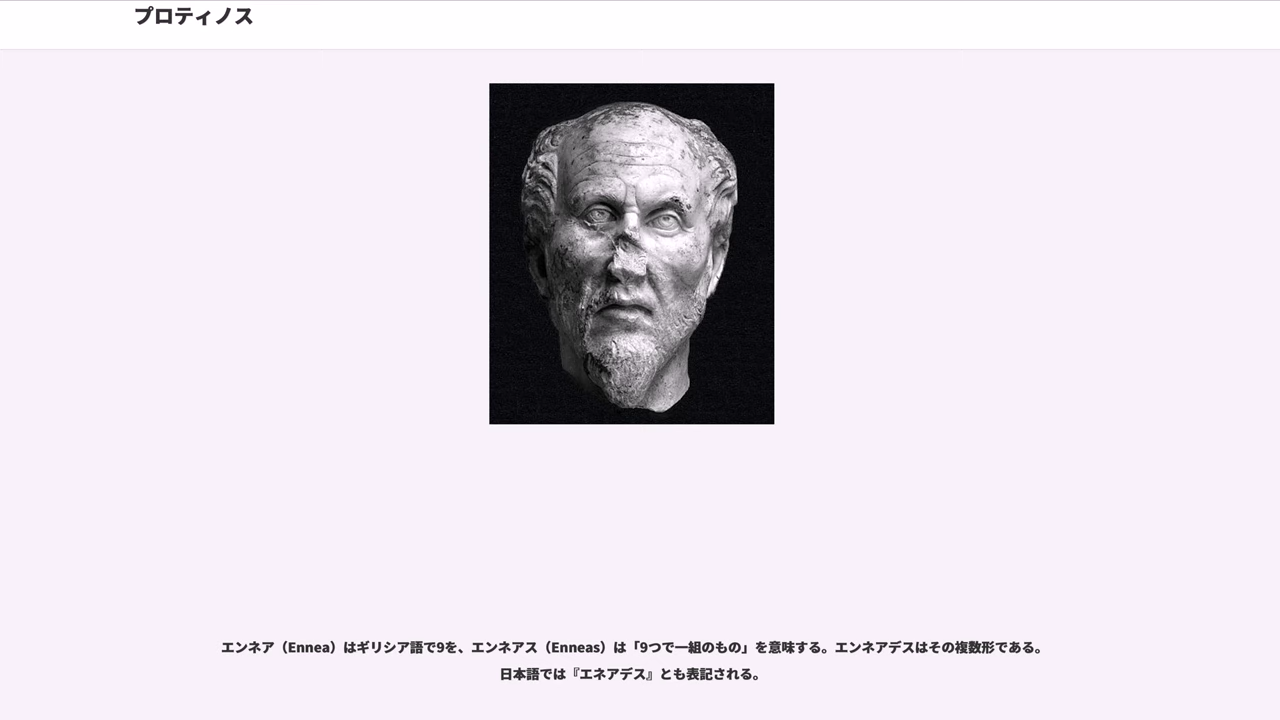 プロティノス
エンネア（Ennea）はギリシア語で9を、エンネアス（Enneas）は「9つで一組のもの」を意味する。エンネアデスはその複数形である。
日本語では『エネアデス』とも表記される。